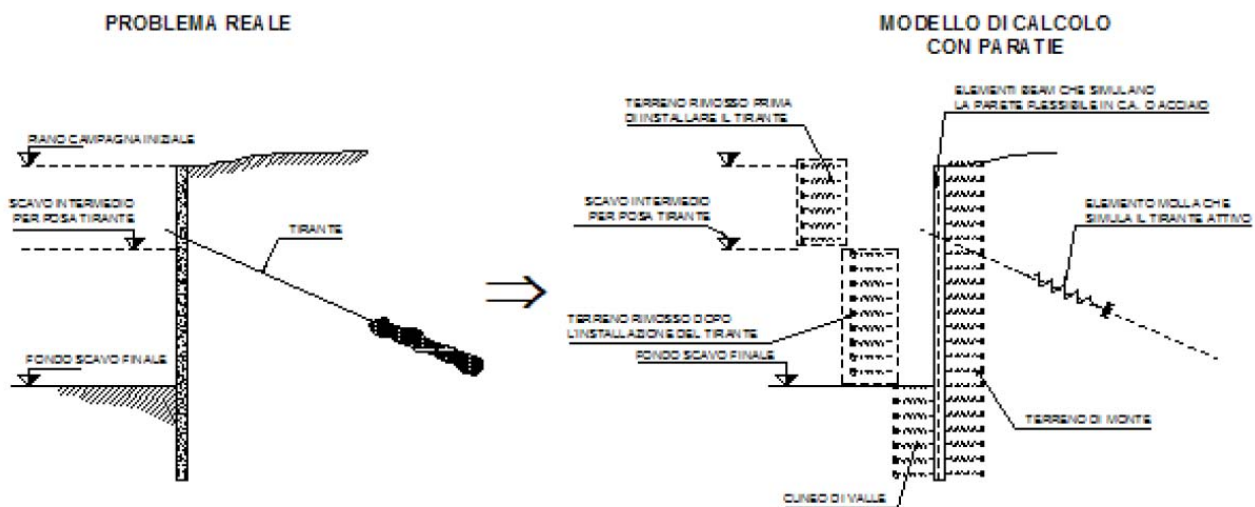 PROBLEMA REALE
PIANO CAMPAGNA INIZIALE
SCAVO INTERMEDIO
PER POSA TIRANTE
TIRANTE
FONDO SCAVO FINALE
MODELLO DI CALCOLO
CON PARATIE
TERRENO RIMOSSO PRIMA
DI INSTALLARE IL TIRANTE
ELEMENTI BEAM CHE SIMULANO
LA PARETE FLESSIBILE IN C.A. O ACCIAIO
SCAVO INTERMEDIO
PER POSA TIRANTE
ELEMENTO MOLLA CHE
SIMULA IL TIRANTE ATTIVO
TERRENO RIMOSSO DOPO
L'INSTALLAZIONE DEL TIRANTE
FONDO SCAVO FINALE
TERRENO DI MONTE
CUNEO DI VALLE